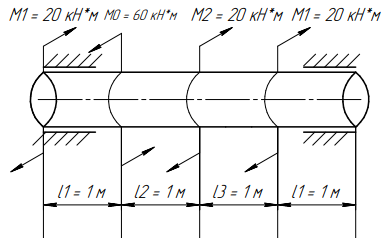 M1 = 20 кН*м M0 = 60 кН*м M2 = 20 кН*м M1 = 20 кН*м
l1 = 1 м l2 = 1 м l3 = 1 м l1 = 1 м